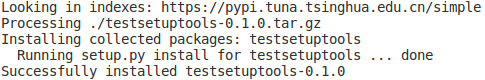 Looking in indexes: https://pypi.tuna.tsinghua.edu.cn/simple
Processing ./testsetuptools-0.1.0.tar.gz
Installing collected packages: testsetuptools
  Running setup.py install for testsetuptools ... done
Successfully installed testsetuptools-0.1.0